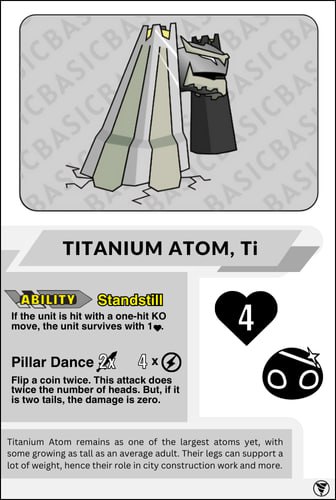 BASICBASICBASIC
TITANIUM ATOM, Ti
ABILITY Standstill
If the unit is hit with a one-hit KO
move, the unit survives with 1♥.
4
Pillar Dance 2x 4 x
Flip a coin twice. This attack does
twice the number of heads. But, if it
is two tails, the damage is zero.
Titanium Atom remains as one of the largest atoms yet, with
some growing as tall as an average adult. Their legs can support a
lot of weight, hence their role in city construction work and more.